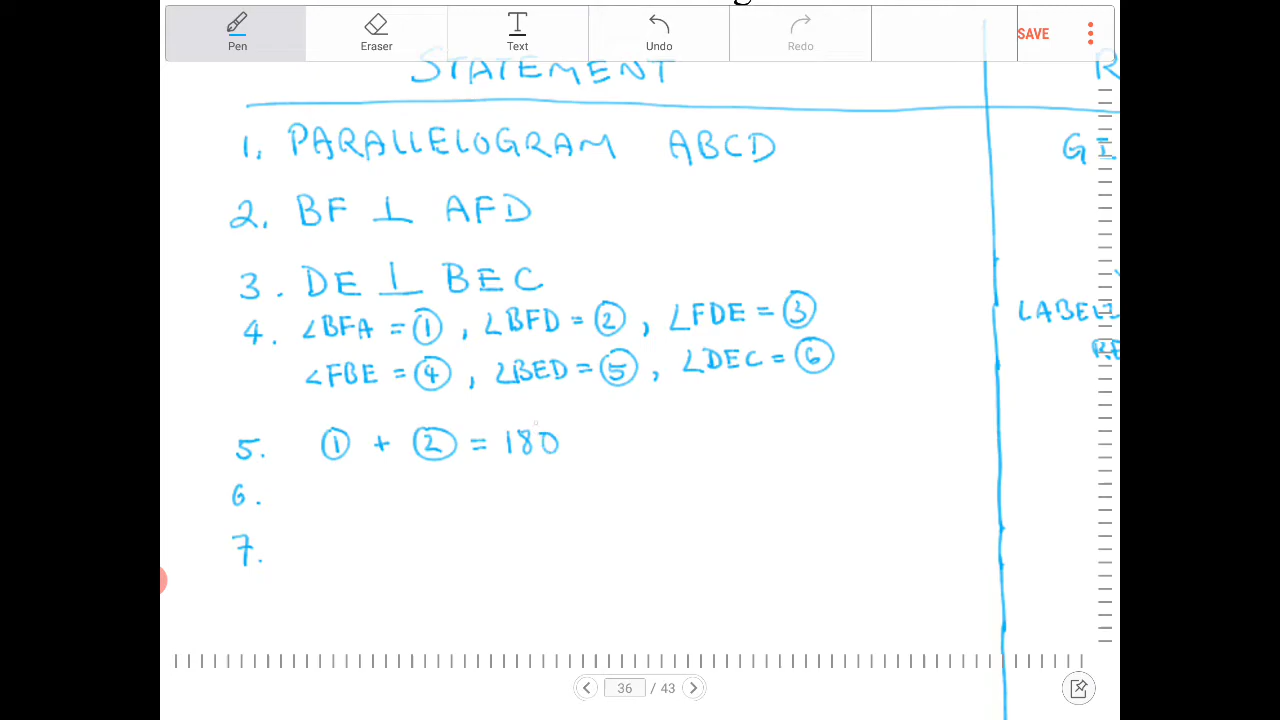 Pen Eraser Text Undo Redo SAVE
STATEMENT
1. PARALLELOGRAM ABCD
2. BF ⊥ AFD
3. DE ⊥ BEC
4. ∠BFA = ①, ∠BFD = ②, ∠FDE = ③
∠FBE = ④, ∠BED = ⑤, ∠DEC = ⑥
5. ① + ② = 180
6.
7.
36 / 43